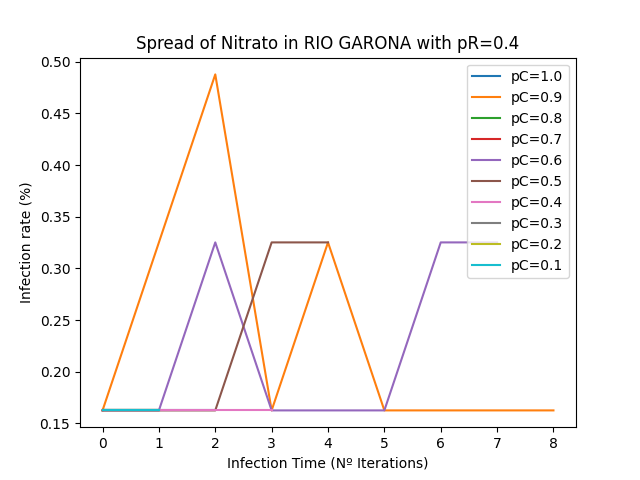 Spread of Nitrato in RIO GARONA with pR=0.4
Infection rate (%)
0.50
0.45
0.40
0.35
0.30
0.25
0.20
0.15
0 1 2 3 4 5 6 7 8
Infection Time (Nº Iterations)
pC=1.0
pC=0.9
pC=0.8
pC=0.7
pC=0.6
pC=0.5
pC=0.4
pC=0.3
pC=0.2
pC=0.1